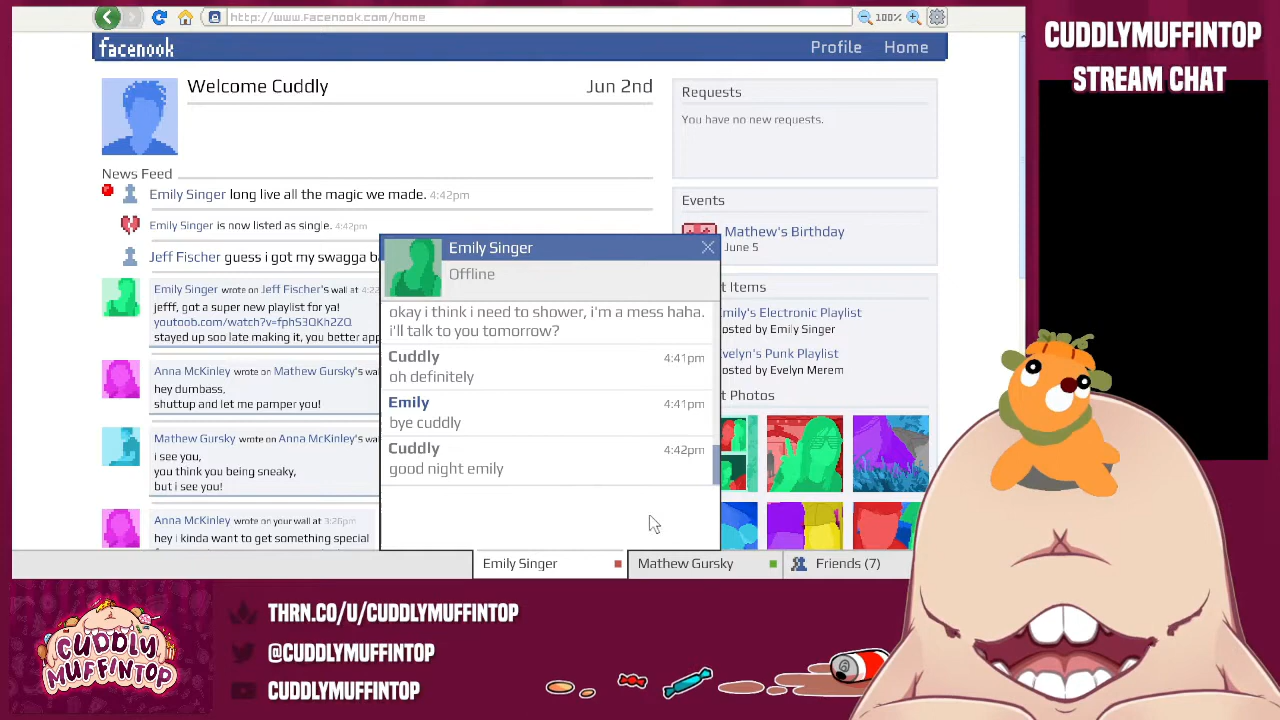 http://www.Facenook.com/home
100%
CUDDLYMUFFINTOP
STREAM CHAT
facenook
Profile
Home
Welcome Cuddly
Jun 2nd
News Feed
Emily Singer long live all the magic we made. 4:42pm
Emily Singer is now listed as single. 4:42pm
Jeff Fischer guess i got my swagga b
Emily Singer wrote on Jeff Fischer's wall at 4:2
jefff, got a super new playlist for ya!
youtoob.com/watch?v=fphS3QKh2ZQ
stayed up soo late making it, you better app
Anna McKinley wrote on Mathew Gursky's wa
hey dumbass,
shuttup and let me pamper you!
Mathew Gursky wrote on Anna McKinley's wa
i see you,
you think you being sneaky,
but i see you!
Anna McKinley wrote on your wall at 3:26pm
hey i kinda want to get something special
Requests
You have no new requests.
Events
Mathew's Birthday
June 5
t Items
mily's Electronic Playlist
osted by Emily Singer
velyn's Punk Playlist
osted by Evelyn Merem
t Photos
Emily Singer
Offline
okay i think i need to shower, i'm a mess haha.
i'll talk to you tomorrow?
Cuddly 4:41pm
oh definitely
Emily 4:41pm
bye cuddly
Cuddly 4:42pm
good night emily
Emily Singer
Mathew Gursky
Friends (7)
CUDDLY
MUFFINTOP
THRN.CO/U/CUDDLYMUFFINTOP
@CUDDLYMUFFINTOP
CUDDLYMUFFINTOP